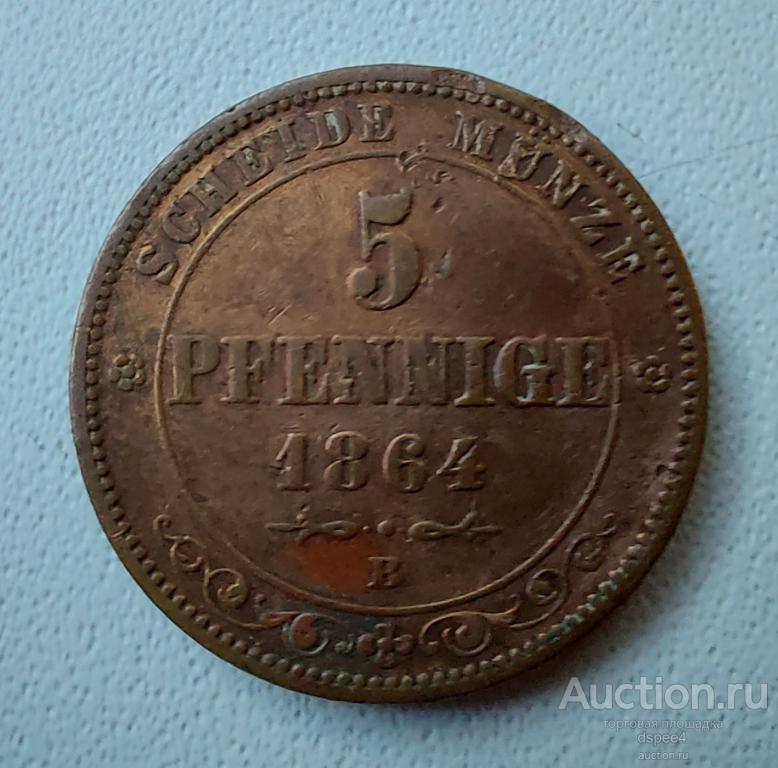 SCHEIDE MÜNZE
5
PFENNIGE
1864
B
Auction.ru
торговая площадка
dspee4
auction.ru